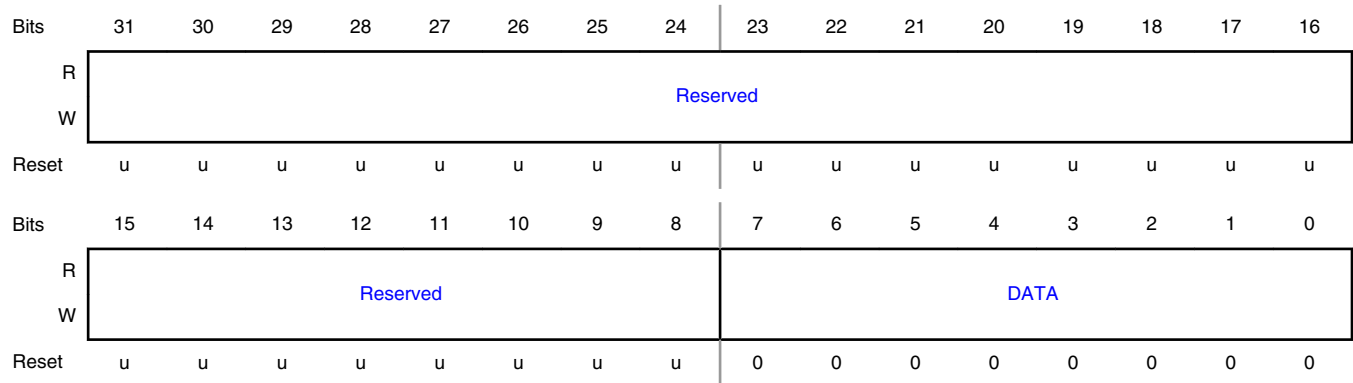 Bits 31 30 29 28 27 26 25 24 23 22 21 20 19 18 17 16
R
Reserved
W
Reset u u u u u u u u u u u u u u u u
Bits 15 14 13 12 11 10 9 8 7 6 5 4 3 2 1 0
R
Reserved DATA
W
Reset u u u u u u u u 0 0 0 0 0 0 0 0